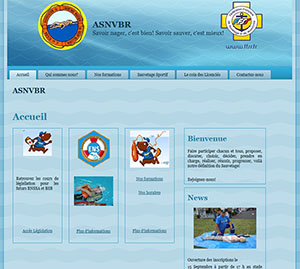 ASNVBR
Savoir nager, c'est bien! Savoir sauver, c'est mieux!
Accueil
Qui sommes-nous?
Nos formations
Sauvetage Sportif
Le coin des Licenciés
Contactez-nous
ASNVBR
Accueil
Retrouver les cours de
législation pour les
futurs BNSSA et BSB
Accès Législation
Plus d'informations
Nos formations
Nos horaires
Plus d'informations
Bienvenue
Faire participer chacun et tous, proposer,
discuter, choisir, décider, prendre en
charge, réaliser, réussir, progresser, voilà
notre définition du Sauvetage!
Rejoignez-nous!
News
Ouverture des inscriptions le
15 Septembre à partir de 17 h au stade